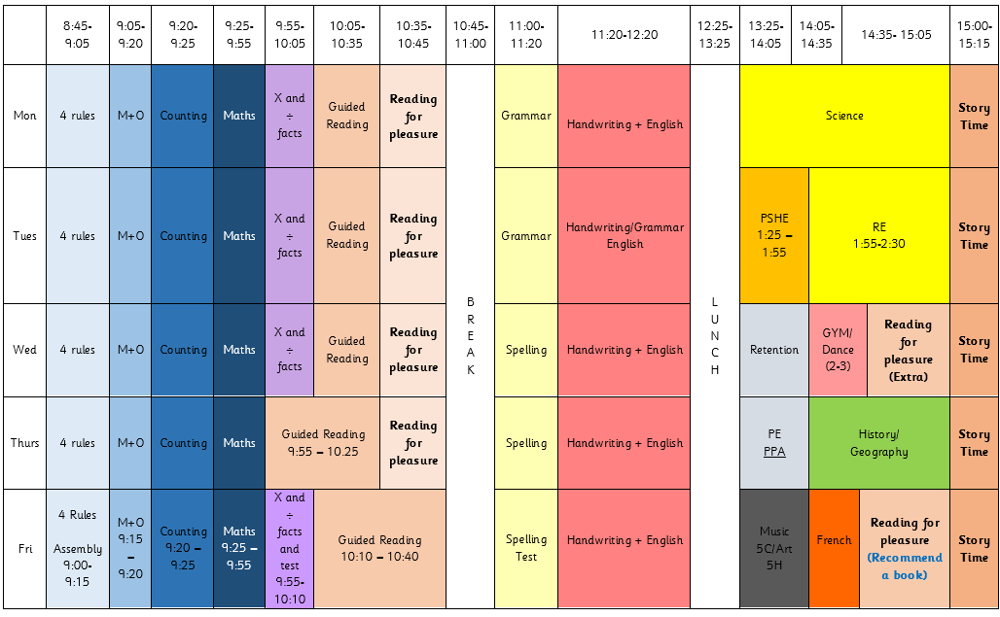 8:45-
9:05
9:05-
9:20
9:20-
9:25
9:25-
9:55
9:55-
10:05
10:05-
10:35
10:35-
10:45
10:45-
11:00
11:00-
11:20
11:20-12:20
12:25-
13:25
13:25-
14:05
14:05-
14:35
14:35- 15:05
15:00-
15:15
Mon
4 rules
M+O
Counting
Maths
X and
÷
facts
Guided
Reading
Reading
for
pleasure
B
R
E
A
K
Grammar
Handwriting + English
L
U
N
C
H
Science
Story
Time
Tues
4 rules
M+O
Counting
Maths
X and
÷
facts
Guided
Reading
Reading
for
pleasure
Grammar
Handwriting/Grammar
English
PSHE
1:25 –
1:55
RE
1:55-2:30
Story
Time
Wed
4 rules
M+O
Counting
Maths
X and
÷
facts
Guided
Reading
Reading
for
pleasure
Spelling
Handwriting + English
Retention
GYM/
Dance
(2-3)
Reading
for
pleasure
(Extra)
Story
Time
Thurs
4 rules
M+O
Counting
Maths
Guided Reading
9:55 – 10.25
Reading
for
pleasure
Spelling
Handwriting + English
PE
PPA
History/
Geography
Story
Time
Fri
4 Rules
Assembly
9:00-
9:15
M+O
9:15
–
9:20
Counting
9:20 –
9:25
Maths
9:25 –
9:55
X and
÷
facts
and
test
9:55-
10:10
Guided Reading
10:10 – 10:40
Spelling
Test
Handwriting + English
Music
5C/Art
5H
French
Reading for
pleasure
(Recommend
a book)
Story
Time